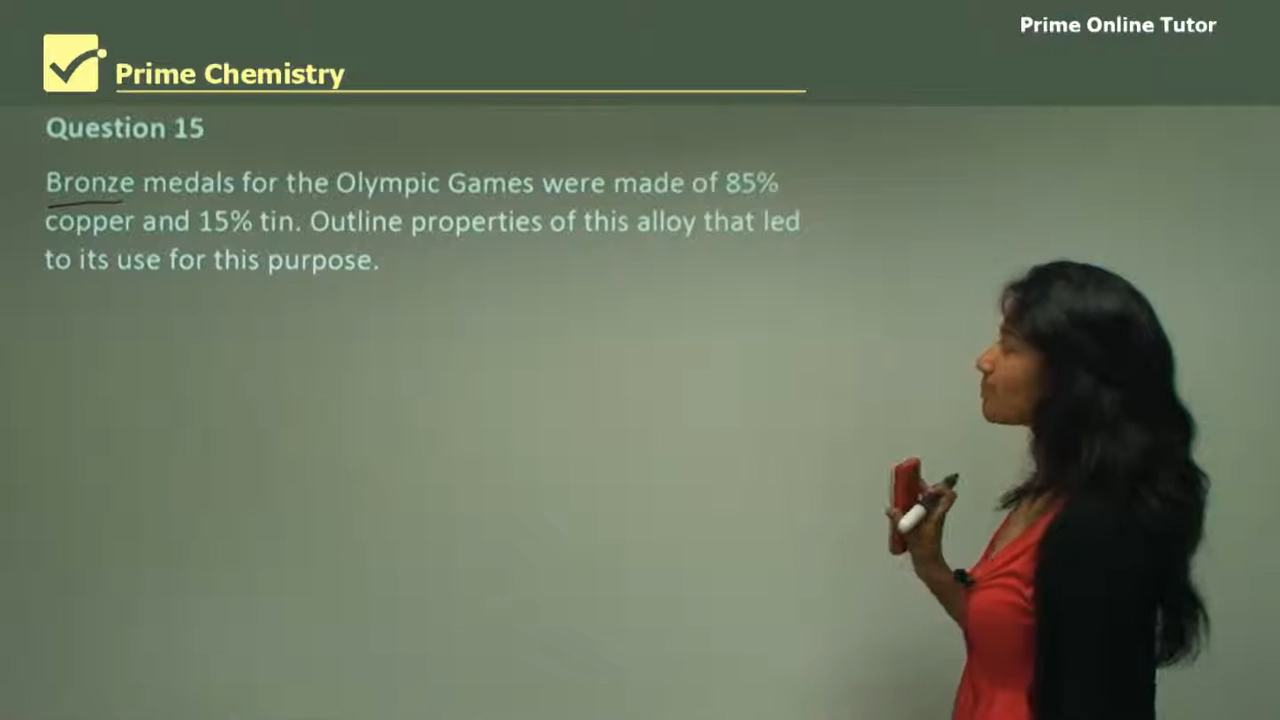 Prime Online Tutor
Prime Chemistry
Question 15
Bronze medals for the Olympic Games were made of 85%
copper and 15% tin. Outline properties of this alloy that led
to its use for this purpose.